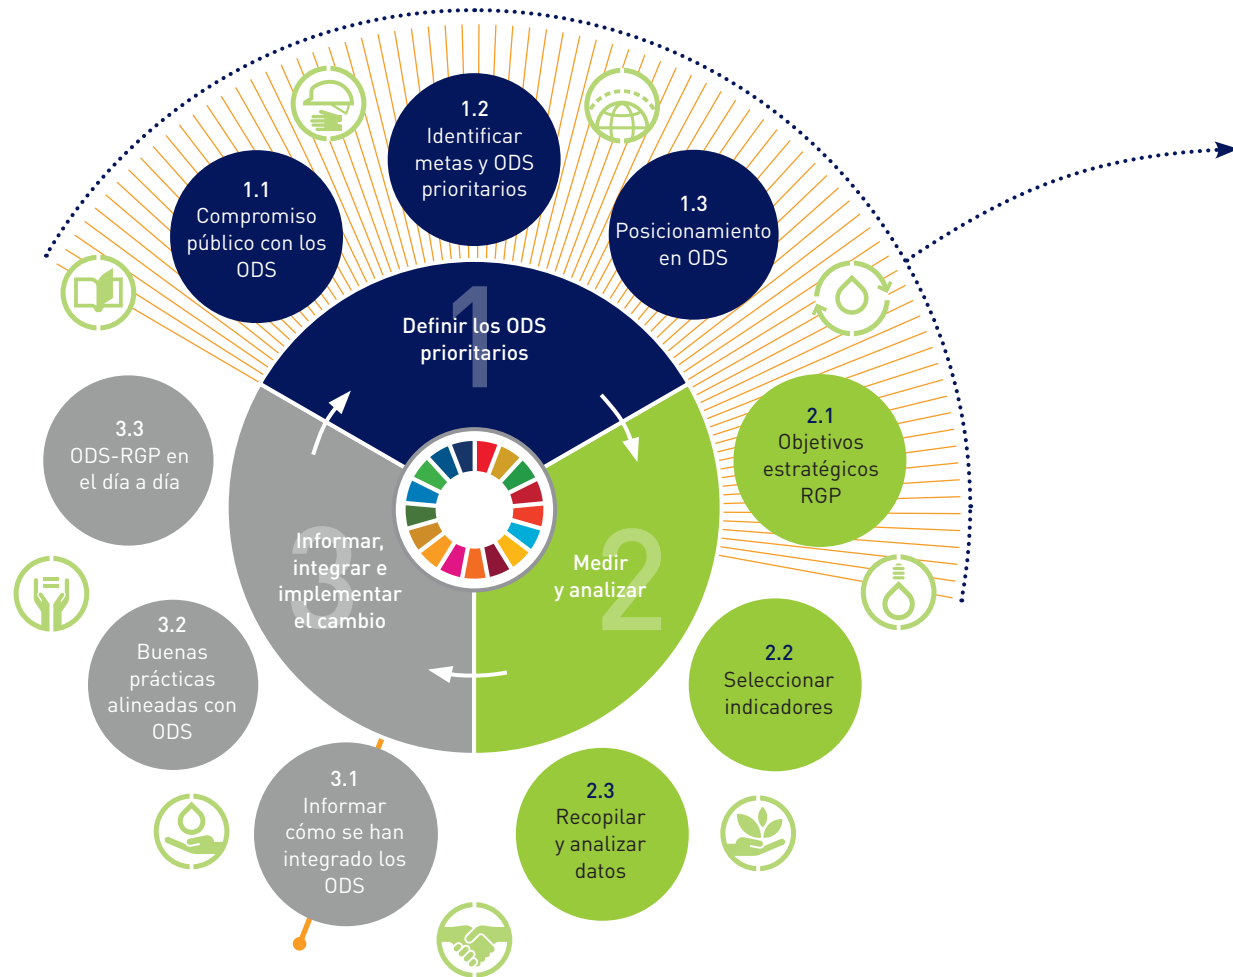 1.2
Identificar
metas y ODS
prioritarios
1.1
Compromiso
público con los
ODS
1.3
Posicionamiento
en ODS
1
Definir los ODS
prioritarios
2.1
Objetivos
estratégicos
RGP
3.3
ODS-RGP en
el día a día
3
Informar,
integrar e
implementar
el cambio
2
Medir
y analizar
3.2
Buenas
prácticas
alineadas con
ODS
2.2
Seleccionar
indicadores
3.1
Informar
cómo se han
integrado los
ODS
2.3
Recopilar
y analizar
datos